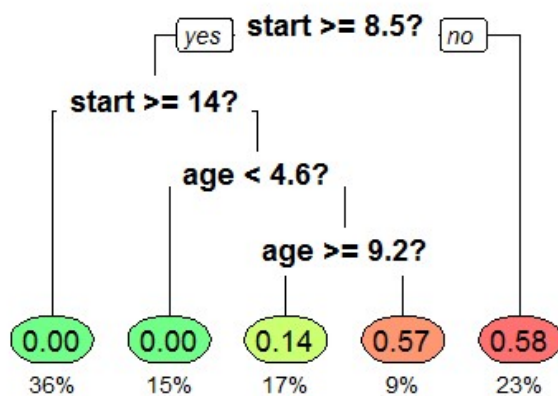 yes start >= 8.5? no
start >= 14?
age < 4.6?
age >= 9.2?
0.00 0.00 0.14 0.57 0.58
36% 15% 17% 9% 23%